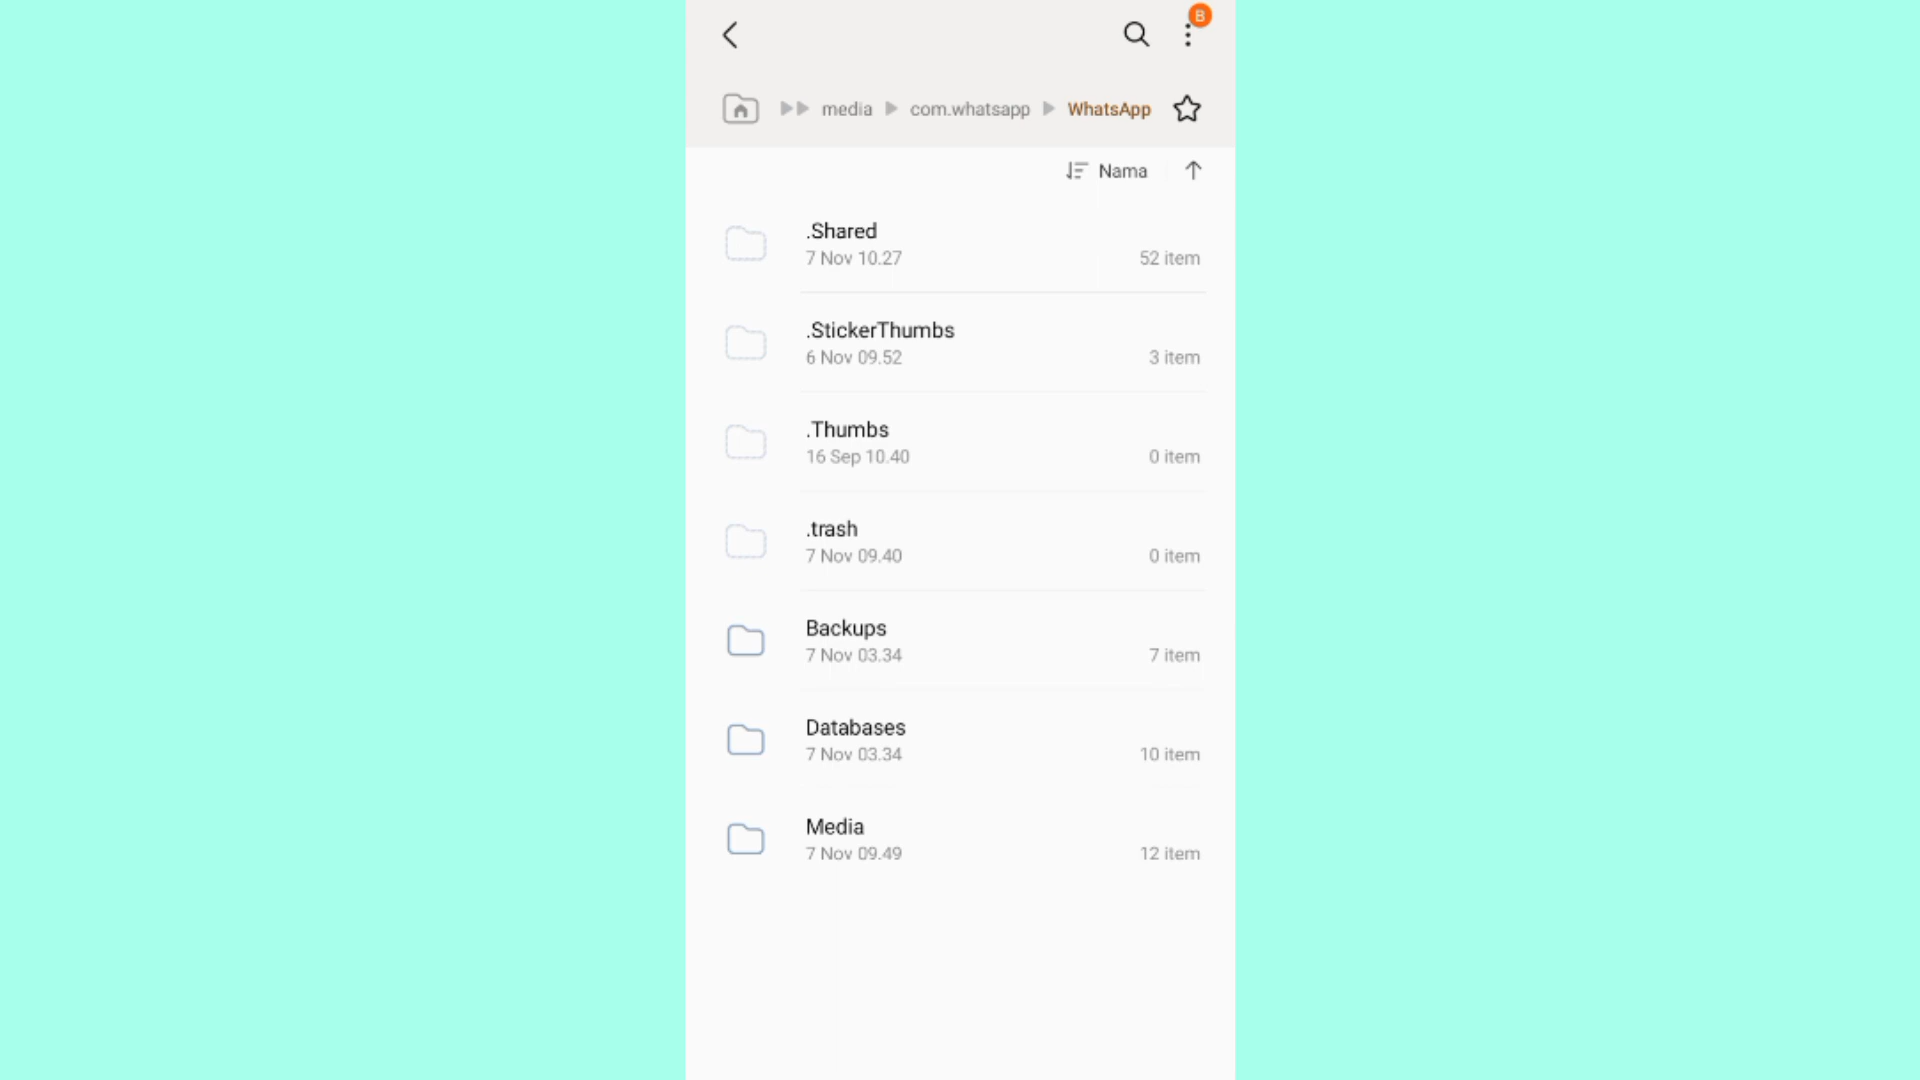 B
media com.whatsapp WhatsApp
Nama
.Shared
7 Nov 10.27 52 item
.StickerThumbs
6 Nov 09.52 3 item
.Thumbs
16 Sep 10.40 0 item
.trash
7 Nov 09.40 0 item
Backups
7 Nov 03.34 7 item
Databases
7 Nov 03.34 10 item
Media
7 Nov 09.49 12 item